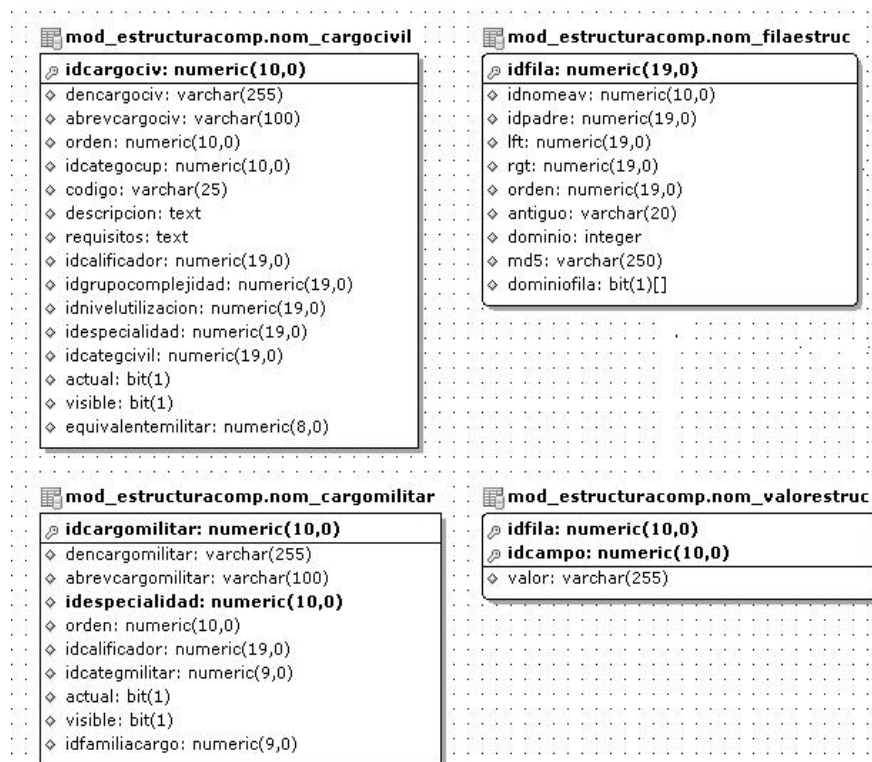 mod_estructuracomp.nom_cargocivil
idcargociv: numeric(10,0)
dencargociv: varchar(255)
abrevcargociv: varchar(100)
orden: numeric(10,0)
idcategocup: numeric(10,0)
codigo: varchar(25)
descripcion: text
requisitos: text
idcalificador: numeric(19,0)
idgrupocomplejidad: numeric(19,0)
idnivelutilizacion: numeric(19,0)
idespecialidad: numeric(19,0)
idcategcivil: numeric(19,0)
actual: bit(1)
visible: bit(1)
equivalentemilitar: numeric(8,0)
mod_estructuracomp.nom_filaestruc
idfila: numeric(19,0)
idnomeav: numeric(10,0)
idpadre: numeric(19,0)
lft: numeric(19,0)
rgt: numeric(19,0)
orden: numeric(19,0)
antiguo: varchar(20)
dominio: integer
md5: varchar(250)
dominiofila: bit(1)[]
mod_estructuracomp.nom_cargomilitar
idcargomilitar: numeric(10,0)
dencargomilitar: varchar(255)
abrevcargomilitar: varchar(100)
idespecialidad: numeric(10,0)
orden: numeric(10,0)
idcalificador: numeric(19,0)
idcategmilitar: numeric(9,0)
actual: bit(1)
visible: bit(1)
idfamiliacargo: numeric(9,0)
mod_estructuracomp.nom_valorestruc
idfila: numeric(10,0)
idcampo: numeric(10,0)
valor: varchar(255)